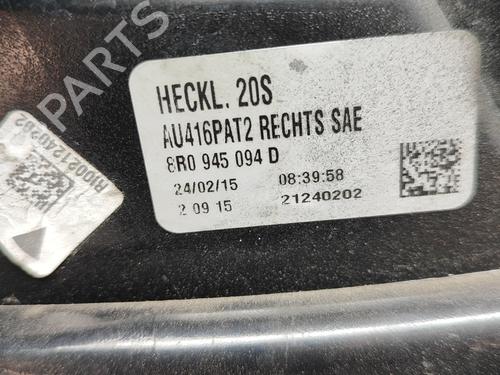 PARTS
HECKL. 20S
AU416PAT2 RECHTS SAE
8R0 945 094 D
24/02/15 08:39:58
2 09 15 21240202